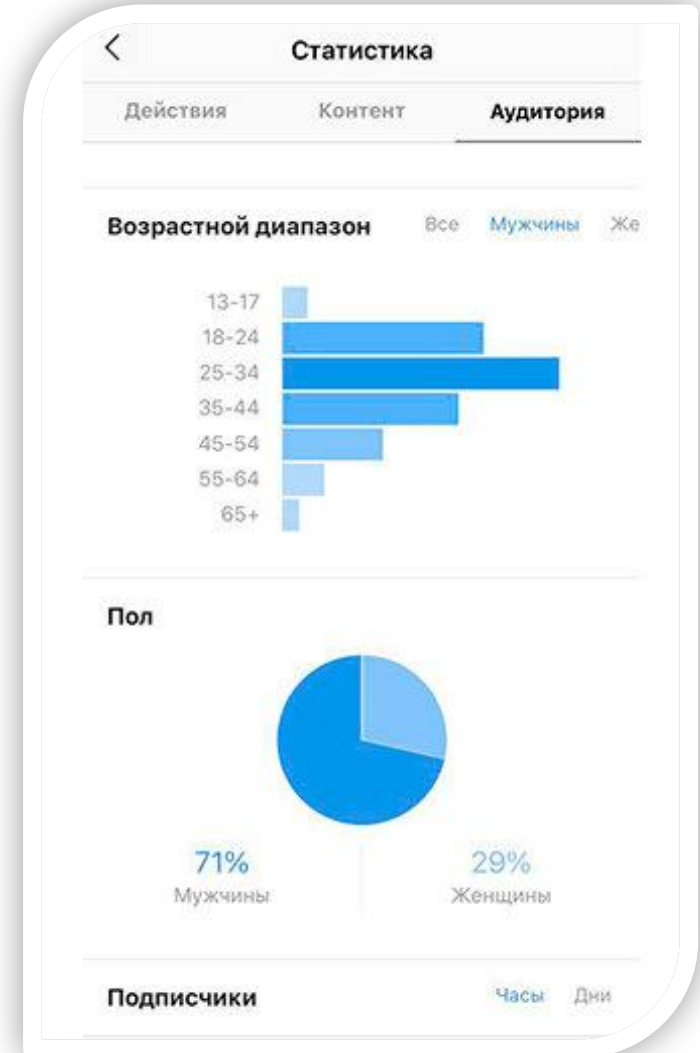 Статистика
Действия Контент Аудитория
Возрастной диапазон Все Мужчины Же
13-17
18-24
25-34
35-44
45-54
55-64
65+
Пол
71% 29%
Мужчины Женщины
Подписчики Часы Дни